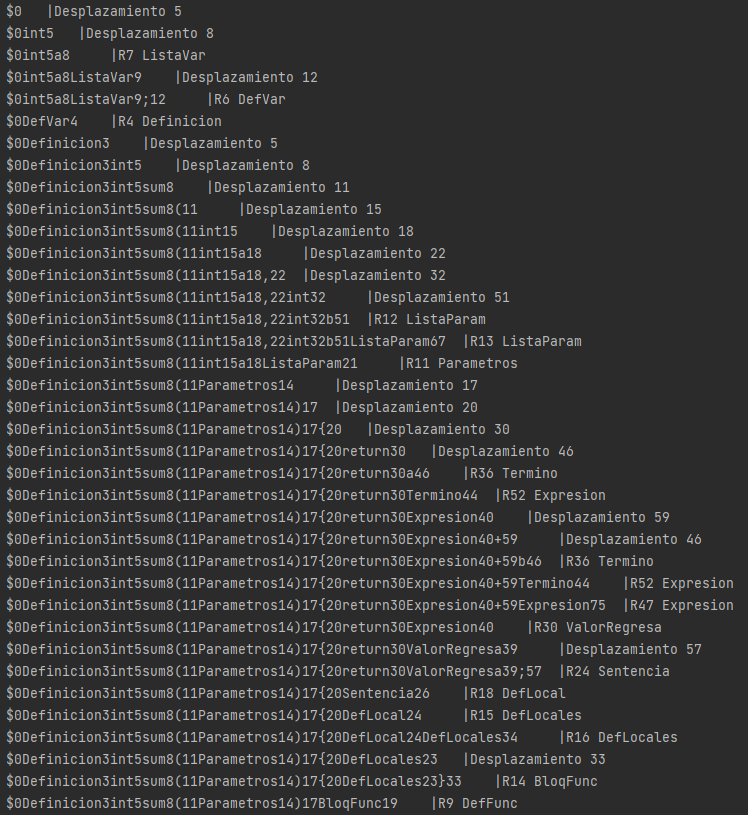 $0   |Desplazamiento 5
$0int5   |Desplazamiento 8
$0int5a8     |R7 ListaVar
$0int5a8ListaVar9    |Desplazamiento 12
$0int5a8ListaVar9;12     |R6 DefVar
$0DefVar4    |R4 Definicion
$0Definicion3    |Desplazamiento 5
$0Definicion3int5    |Desplazamiento 8
$0Definicion3int5sum8    |Desplazamiento 11
$0Definicion3int5sum8(11     |Desplazamiento 15
$0Definicion3int5sum8(11int15    |Desplazamiento 18
$0Definicion3int5sum8(11int15a18     |Desplazamiento 22
$0Definicion3int5sum8(11int15a18,22  |Desplazamiento 32
$0Definicion3int5sum8(11int15a18,22int32     |Desplazamiento 51
$0Definicion3int5sum8(11int15a18,22int32b51  |R12 ListaParam
$0Definicion3int5sum8(11int15a18,22int32b51ListaParam67  |R13 ListaParam
$0Definicion3int5sum8(11int15a18ListaParam21     |R11 Parametros
$0Definicion3int5sum8(11Parametros14     |Desplazamiento 17
$0Definicion3int5sum8(11Parametros14)17  |Desplazamiento 20
$0Definicion3int5sum8(11Parametros14)17{20   |Desplazamiento 30
$0Definicion3int5sum8(11Parametros14)17{20return30   |Desplazamiento 46
$0Definicion3int5sum8(11Parametros14)17{20return30a46    |R36 Termino
$0Definicion3int5sum8(11Parametros14)17{20return30Termino44  |R52 Expresion
$0Definicion3int5sum8(11Parametros14)17{20return30Expresion40    |Desplazamiento 59
$0Definicion3int5sum8(11Parametros14)17{20return30Expresion40+59     |Desplazamiento 46
$0Definicion3int5sum8(11Parametros14)17{20return30Expresion40+59b46  |R36 Termino
$0Definicion3int5sum8(11Parametros14)17{20return30Expresion40+59Termino44    |R52 Expresion
$0Definicion3int5sum8(11Parametros14)17{20return30Expresion40+59Expresion75  |R47 Expresion
$0Definicion3int5sum8(11Parametros14)17{20return30Expresion40    |R30 ValorRegresa
$0Definicion3int5sum8(11Parametros14)17{20return30ValorRegresa39     |Desplazamiento 57
$0Definicion3int5sum8(11Parametros14)17{20return30ValorRegresa39;57  |R24 Sentencia
$0Definicion3int5sum8(11Parametros14)17{20Sentencia26    |R18 DefLocal
$0Definicion3int5sum8(11Parametros14)17{20DefLocal24     |R15 DefLocales
$0Definicion3int5sum8(11Parametros14)17{20DefLocal24DefLocales34     |R16 DefLocales
$0Definicion3int5sum8(11Parametros14)17{20DefLocales23   |Desplazamiento 33
$0Definicion3int5sum8(11Parametros14)17{20DefLocales23}33    |R14 BloqFunc
$0Definicion3int5sum8(11Parametros14)17BloqFunc19    |R9 DefFunc